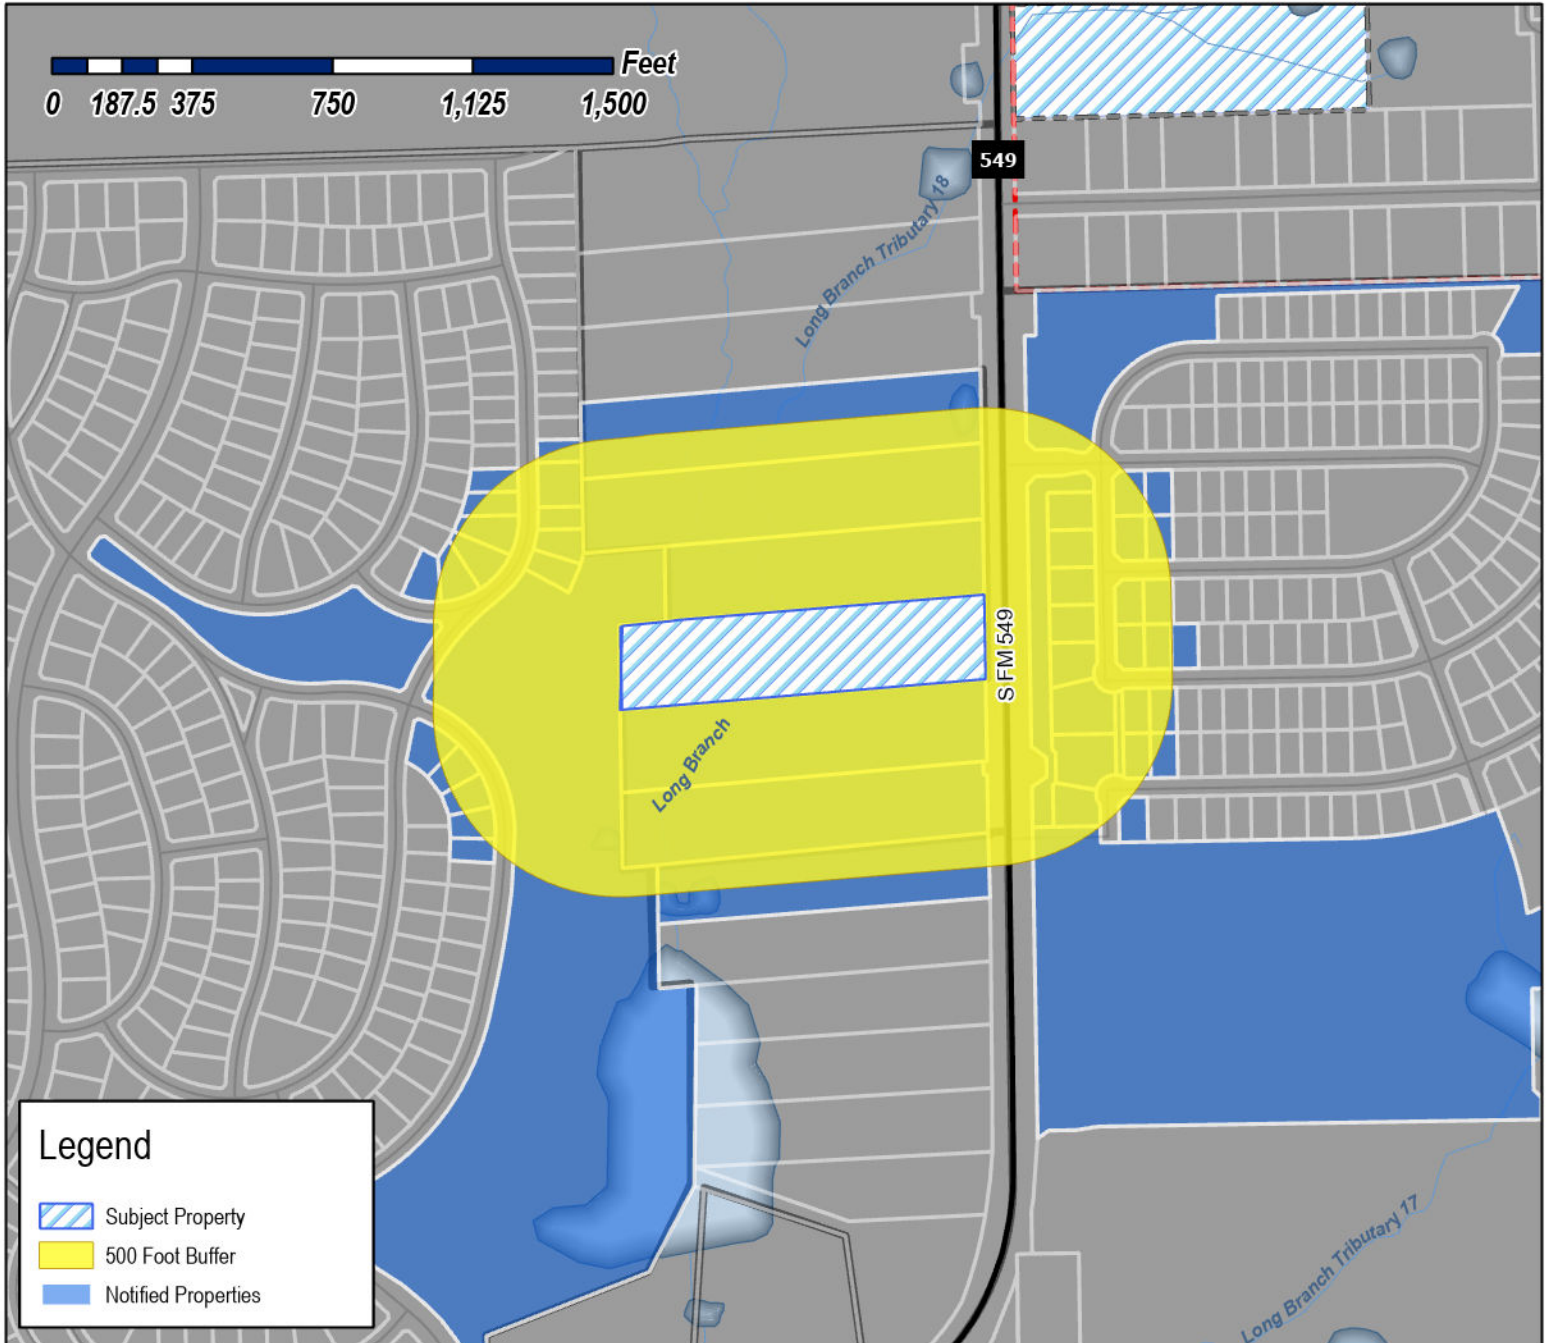 Feet
0 187.5 375 750 1,125 1,500
549
Long Branch Tributary 18
S FM 549
Long Branch
Legend
Subject Property
500 Foot Buffer
Notified Properties
Long Branch Tributary 17